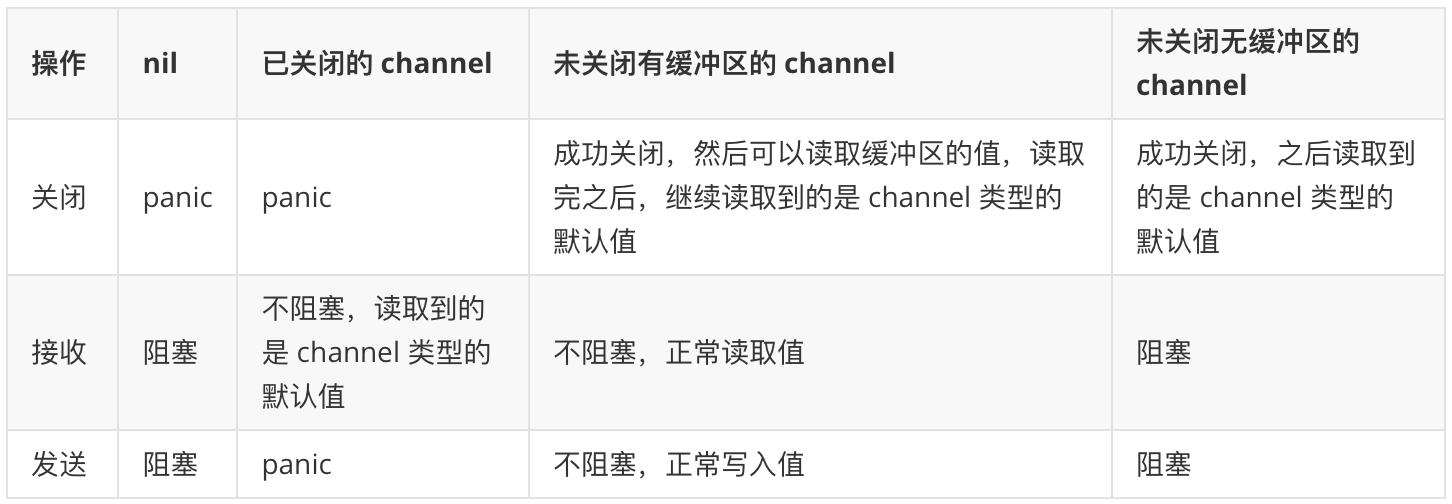 操作
nil
已关闭的 channel
未关闭有缓冲区的 channel
未关闭无缓冲区的
channel
关闭
panic
panic
成功关闭，然后可以读取缓冲区的值，读取
完之后，继续读取到的是 channel 类型的
默认值
成功关闭，之后读取到
的是 channel 类型的
默认值
接收
阻塞
不阻塞，读取到的
是 channel 类型的
默认值
不阻塞，正常读取值
阻塞
发送
阻塞
panic
不阻塞，正常写入值
阻塞